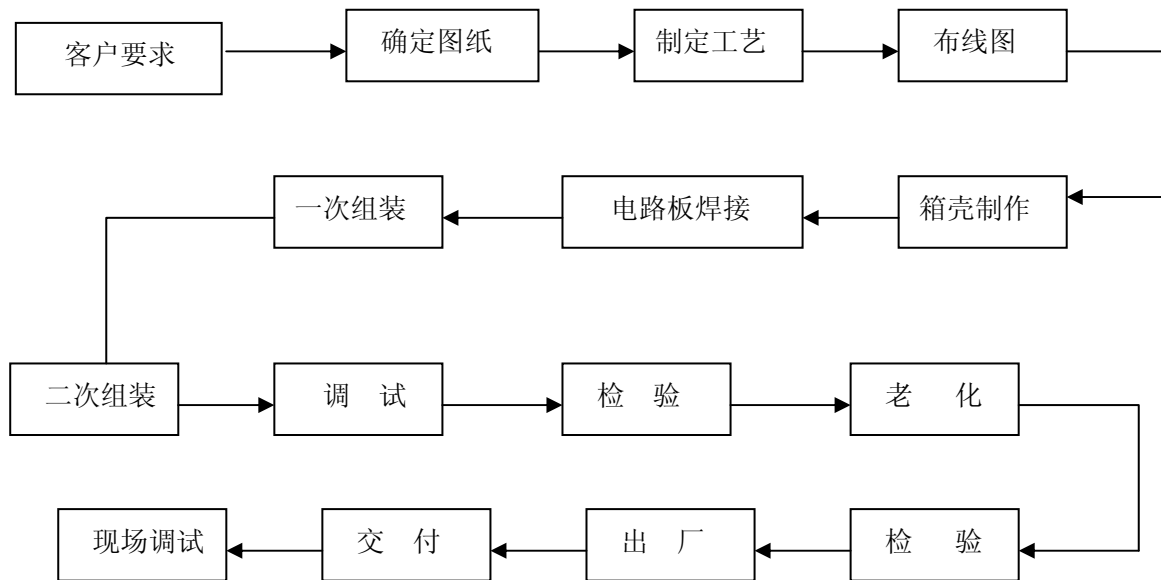 客户要求
确定图纸
制定工艺
布线图
箱壳制作
电路板焊接
一次组装
二次组装
调 试
检 验
老 化
检 验
出 厂
交 付
现场调试